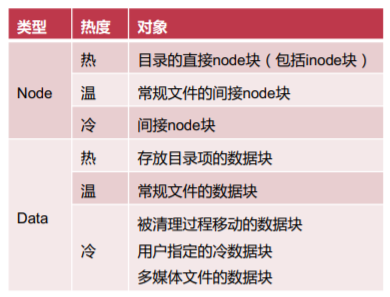 类型 热度 对象
Node
热 目录的直接node块（包括inode块）
温 常规文件的间接node块
冷 间接node块
Data
热 存放目录项的数据块
温 常规文件的数据块
冷 被清理过程移动的数据块
用户指定的冷数据块
多媒体文件的数据块